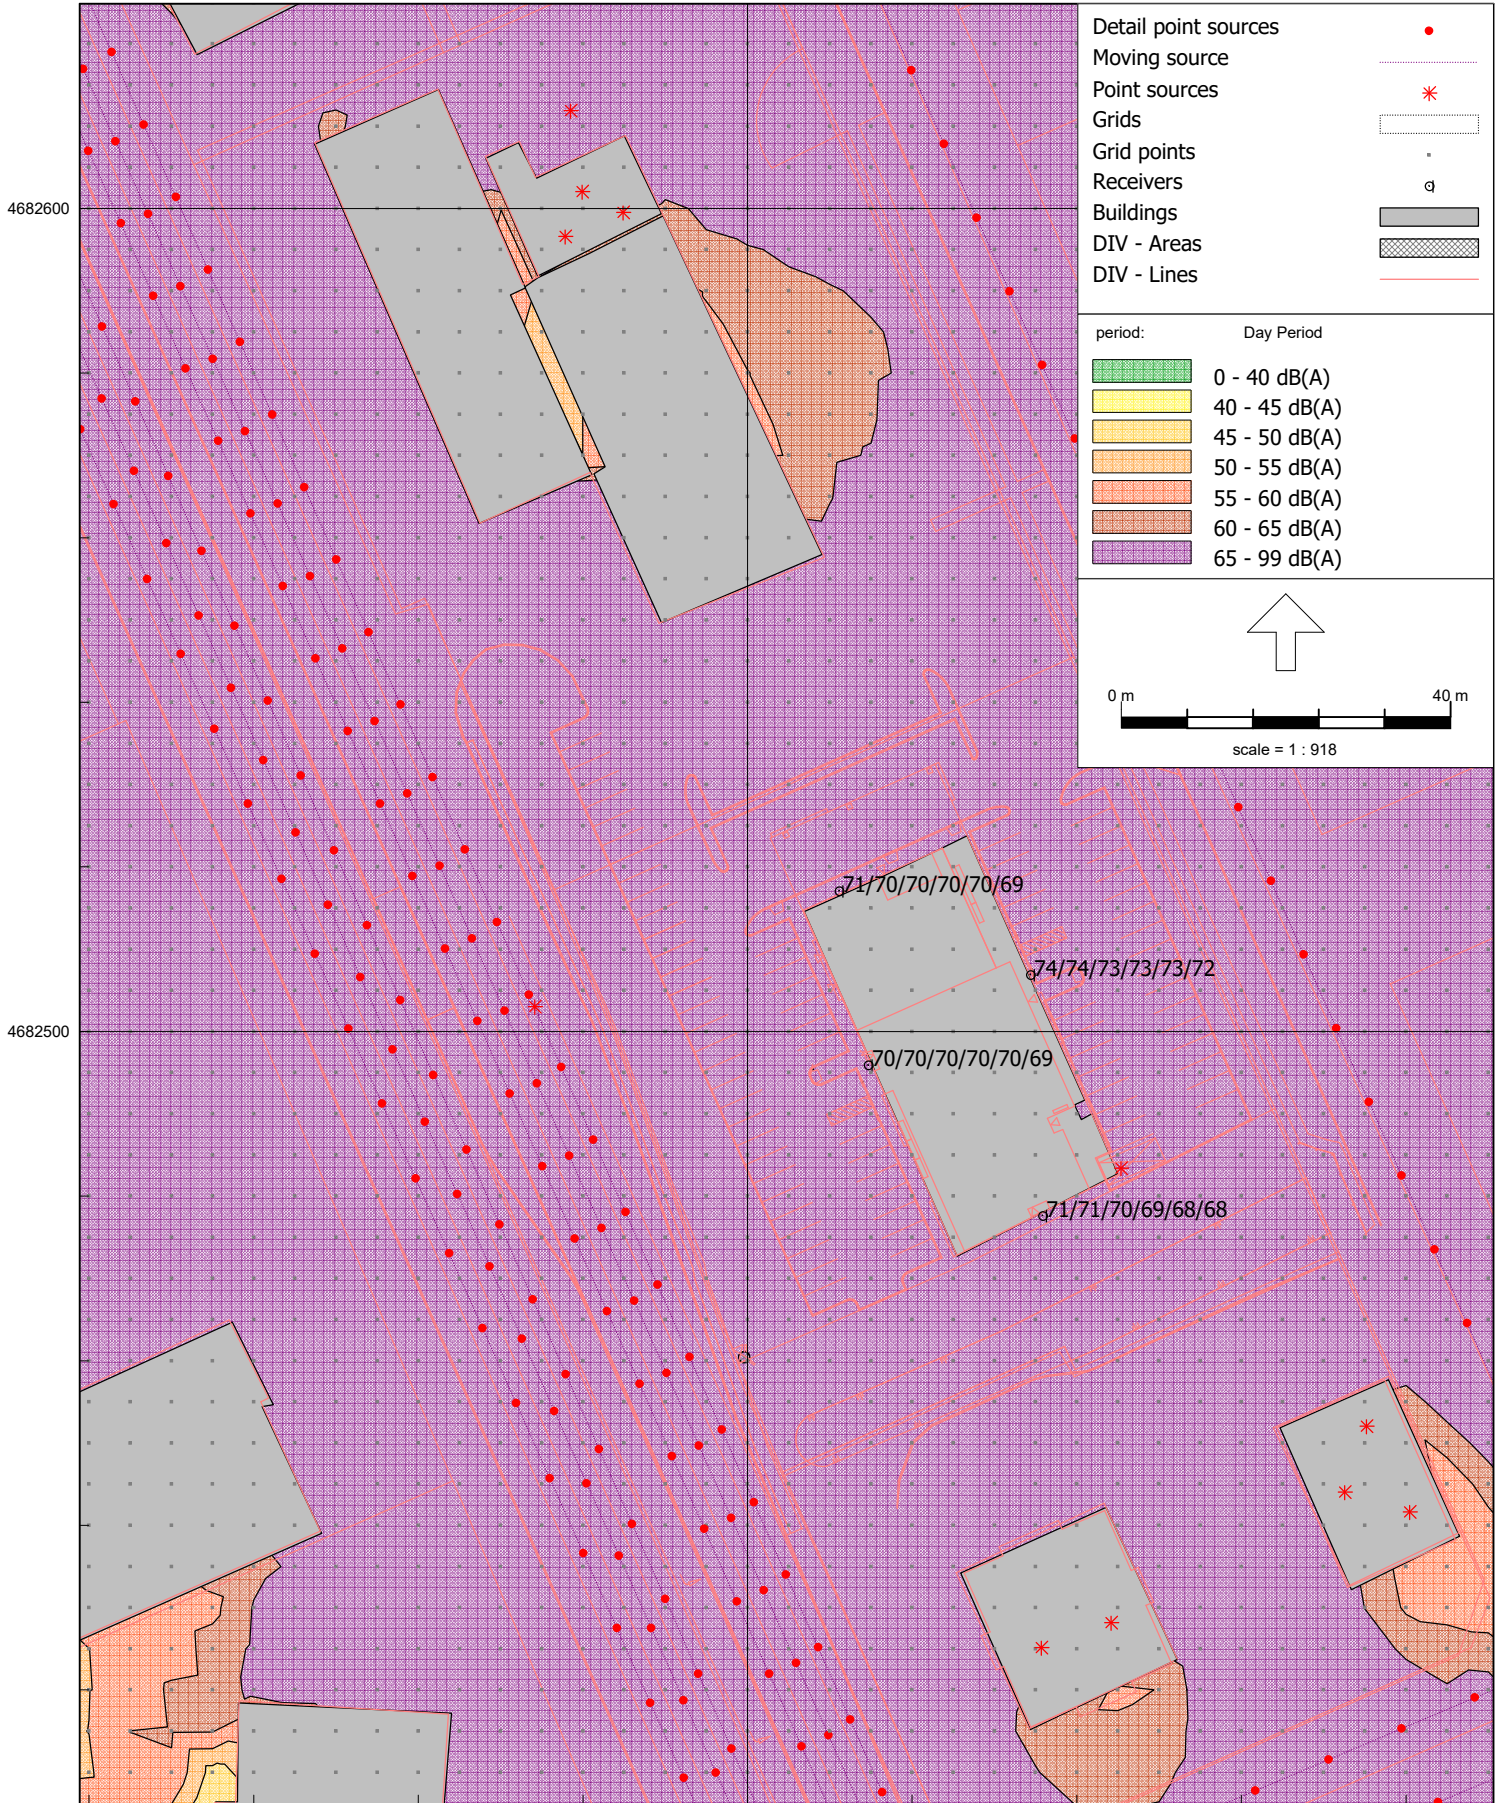 Detail point sources
Moving source
Point sources
Grids
Grid points
Receivers
Buildings
DIV - Areas
DIV - Lines
period: Day Period
0 - 40 dB(A)
40 - 45 dB(A)
45 - 50 dB(A)
50 - 55 dB(A)
55 - 60 dB(A)
60 - 65 dB(A)
65 - 99 dB(A)
0 m 40 m
scale = 1 : 918
4682600
71/70/70/70/70/69
74/74/73/73/73/72
4682500
70/70/70/70/70/69
71/71/70/69/68/68